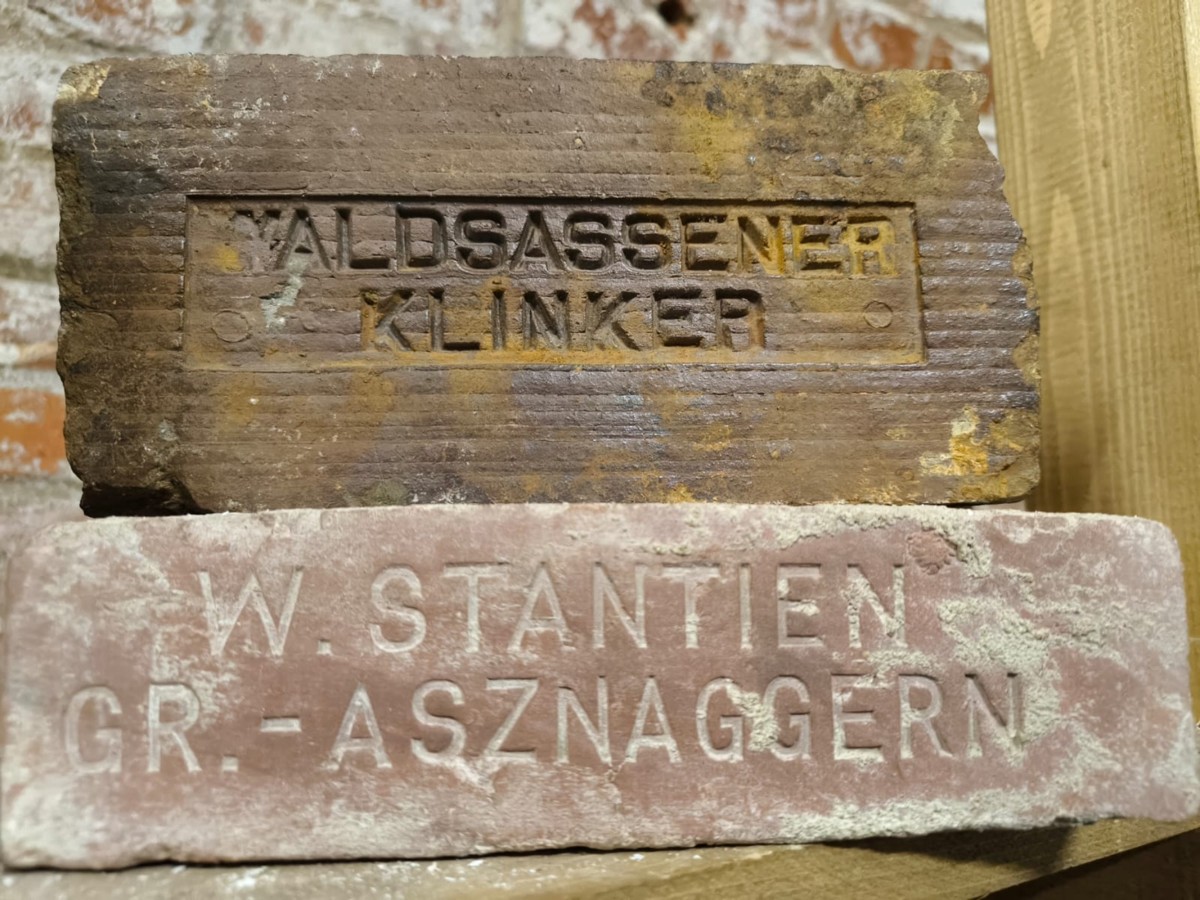 WALDSASSENER
KLINKER
W. STANTIEN
GR.-ASZNAGGERN